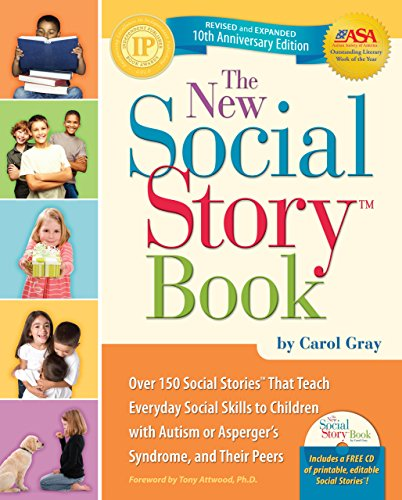 REVISED and EXPANDED
10th Anniversary Edition
IP
ASA
Autism Society of America
Outstanding Literary
Work of the Year
The
New
Social
Story™
Book
by Carol Gray
Over 150 Social Stories™ That Teach
Everyday Social Skills to Children
with Autism or Asperger's
Syndrome, and Their Peers
Foreword by Tony Attwood, Ph.D.
The New
Social
Story Book
by Carol Gray
Includes a FREE CD
of printable, editable
Social Stories™!